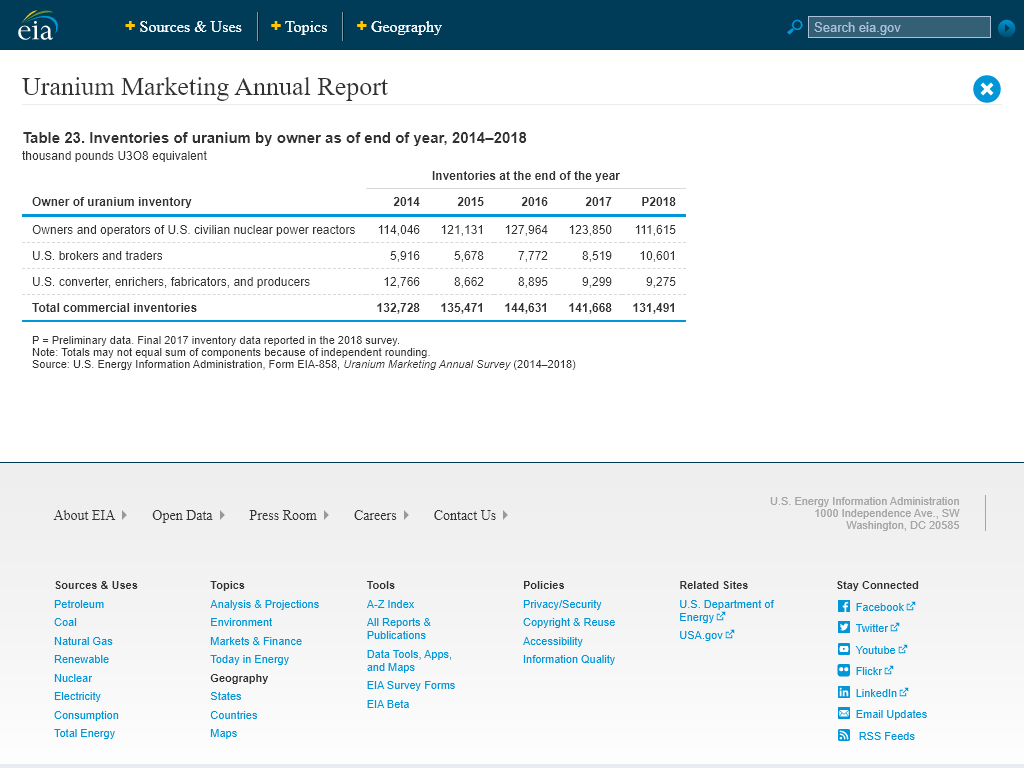 eia
+ Sources & Uses
+ Topics
+ Geography
Search eia.gov
Uranium Marketing Annual Report
Table 23. Inventories of uranium by owner as of end of year, 2014–2018
thousand pounds U3O8 equivalent
Inventories at the end of the year
Owner of uranium inventory 2014 2015 2016 2017 P2018
Owners and operators of U.S. civilian nuclear power reactors 114,046 121,131 127,964 123,850 111,615
U.S. brokers and traders 5,916 5,678 7,772 8,519 10,601
U.S. converter, enrichers, fabricators, and producers 12,766 8,662 8,895 9,299 9,275
Total commercial inventories 132,728 135,471 144,631 141,668 131,491
P = Preliminary data. Final 2017 inventory data reported in the 2018 survey.
Note: Totals may not equal sum of components because of independent rounding.
Source: U.S. Energy Information Administration, Form EIA-858, Uranium Marketing Annual Survey (2014–2018)
About EIA
Open Data
Press Room
Careers
Contact Us
U.S. Energy Information Administration
1000 Independence Ave., SW
Washington, DC 20585
Sources & Uses
Petroleum
Coal
Natural Gas
Renewable
Nuclear
Electricity
Consumption
Total Energy
Topics
Analysis & Projections
Environment
Markets & Finance
Today in Energy
Geography
States
Countries
Maps
Tools
A-Z Index
All Reports &
Publications
Data Tools, Apps,
and Maps
EIA Survey Forms
EIA Beta
Policies
Privacy/Security
Copyright & Reuse
Accessibility
Information Quality
Related Sites
U.S. Department of
Energy
USA.gov
Stay Connected
Facebook
Twitter
Youtube
Flickr
LinkedIn
Email Updates
RSS Feeds